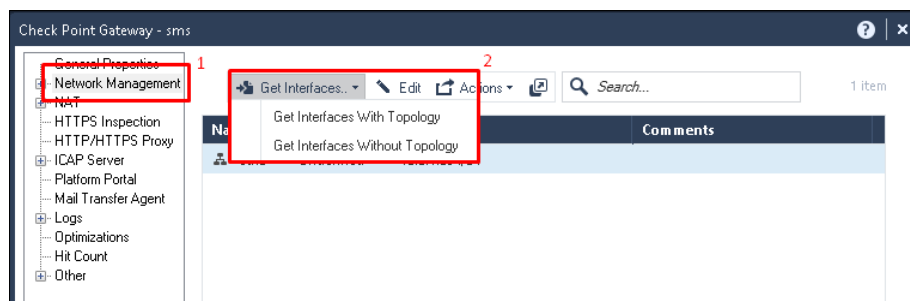 Check Point Gateway - sms
General Properties
1
2
Network Management
NAT
HTTPS Inspection
HTTP/HTTPS Proxy
ICAP Server
Platform Portal
Mail Transfer Agent
Logs
Optimizations
Hit Count
Other
Get Interfaces.. Edit Actions Search... 1 item
Get Interfaces With Topology
Get Interfaces Without Topology
Na Comments